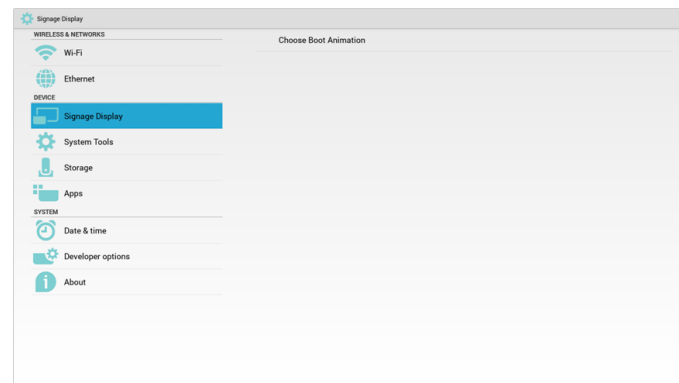 Signage Display
WIRELESS & NETWORKS
Wi-Fi
Ethernet
DEVICE
Signage Display
System Tools
Storage
Apps
SYSTEM
Date & time
Developer options
About
Choose Boot Animation